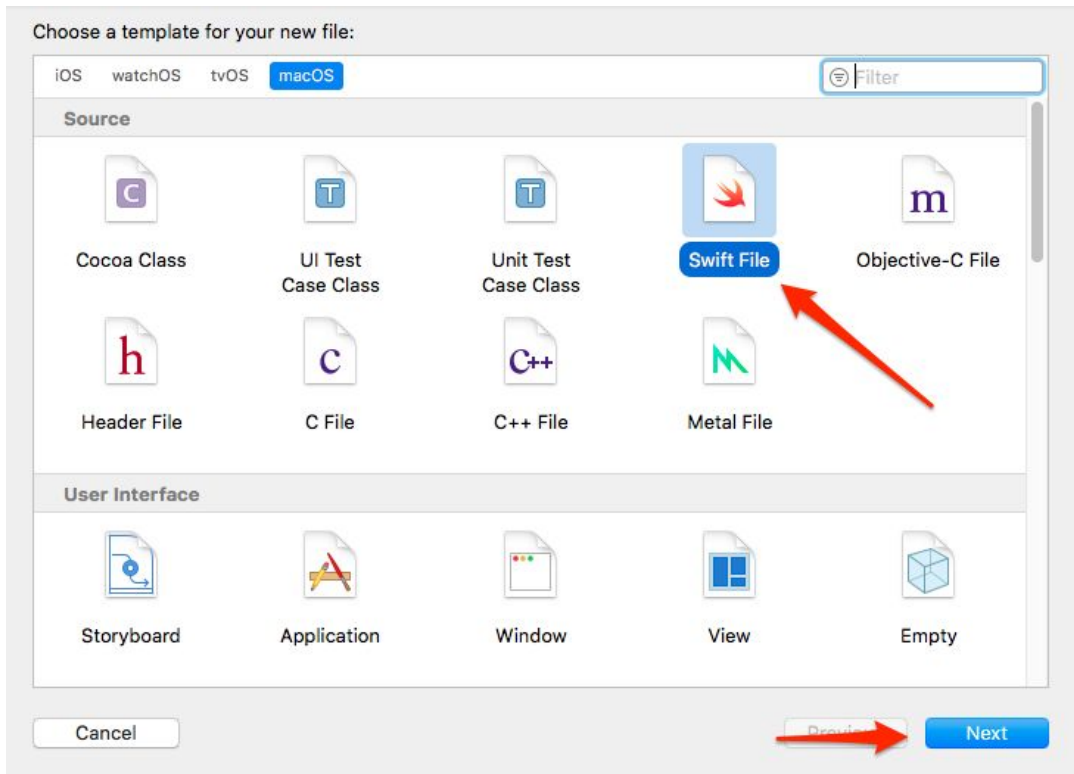 Choose a template for your new file:
iOS watchOS tvOS macOS Filter
Source
C T T m
Cocoa Class UI Test Case Class Unit Test Case Class Swift File Objective-C File
h c C++
Header File C File C++ File Metal File
User Interface
Storyboard Application Window View Empty
Cancel Next